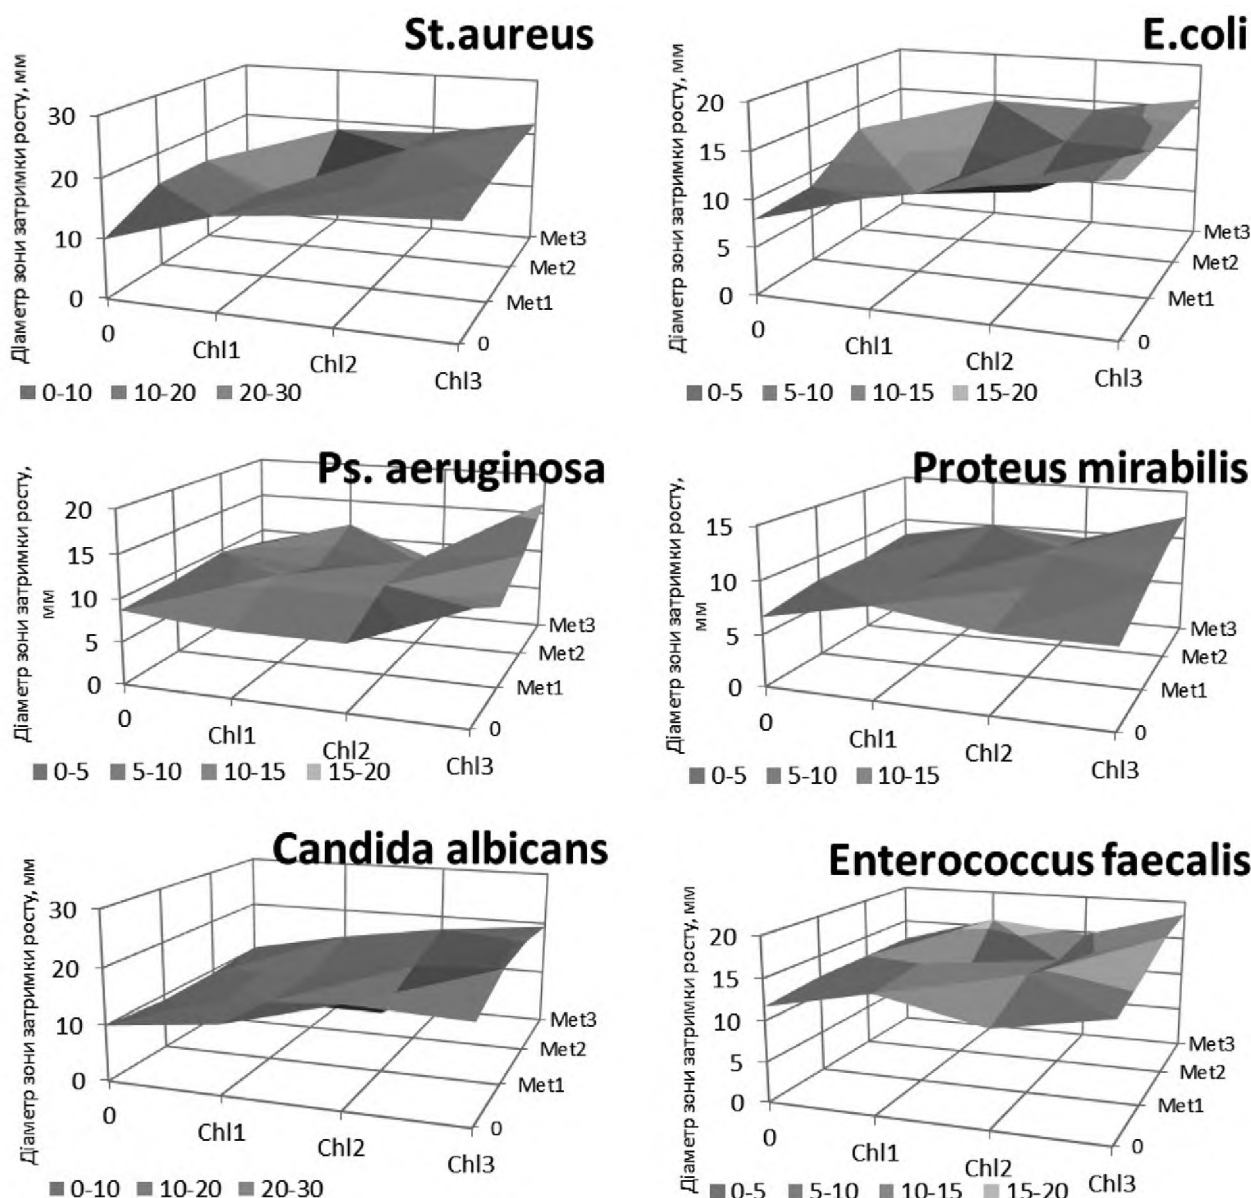 St.aureus
Діаметр зони затримки росту, мм
30
20
10
0
0
Chl1
Chl2
Chl3
0
Met1
Met2
Met3
0-10 10-20 20-30
E.coli
Діаметр зони затримки росту, мм
20
15
10
5
0
0
Chl1
Chl2
Chl3
0
Met1
Met2
Met3
0-5 5-10 10-15 15-20
Ps. aeruginosa
Діаметр зони затримки росту,
мм
20
15
10
5
0
0
Chl1
Chl2
Chl3
0
Met1
Met2
Met3
0-5 5-10 10-15 15-20
Proteus mirabilis
Діаметр зони затримки росту,
мм
15
10
5
0
0
Chl1
Chl2
Chl3
0
Met1
Met2
Met3
0-5 5-10 10-15
Candida albicans
Діаметр зони затримки росту, мм
30
20
10
0
0
Chl1
Chl2
Chl3
0
Met1
Met2
Met3
0-10 10-20 20-30
Enterococcus faecalis
Діаметр зони затримки росту, мм
20
15
10
5
0
0
Chl1
Chl2
Chl3
0
Met1
Met2
Met3
0-5 5-10 10-15 15-20